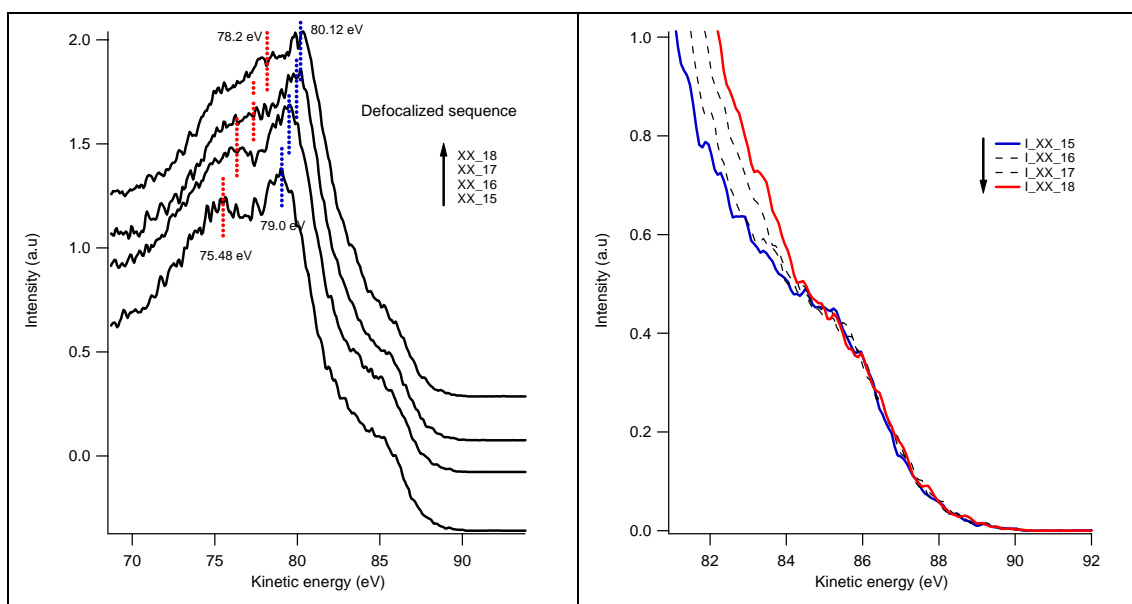 2.0
1.5
1.0
0.5
0.0
Intensity (a.u)
70
75
80
85
90
Kinetic energy (eV)
78.2 eV
80.12 eV
Defocalized sequence
XX_18
XX_17
XX_16
XX_15
79.0 eV
75.48 eV
1.0
0.8
0.6
0.4
0.2
0.0
Intensity (a.u)
82
84
86
88
90
92
Kinetic energy (eV)
I_XX_15
I_XX_16
I_XX_17
I_XX_18